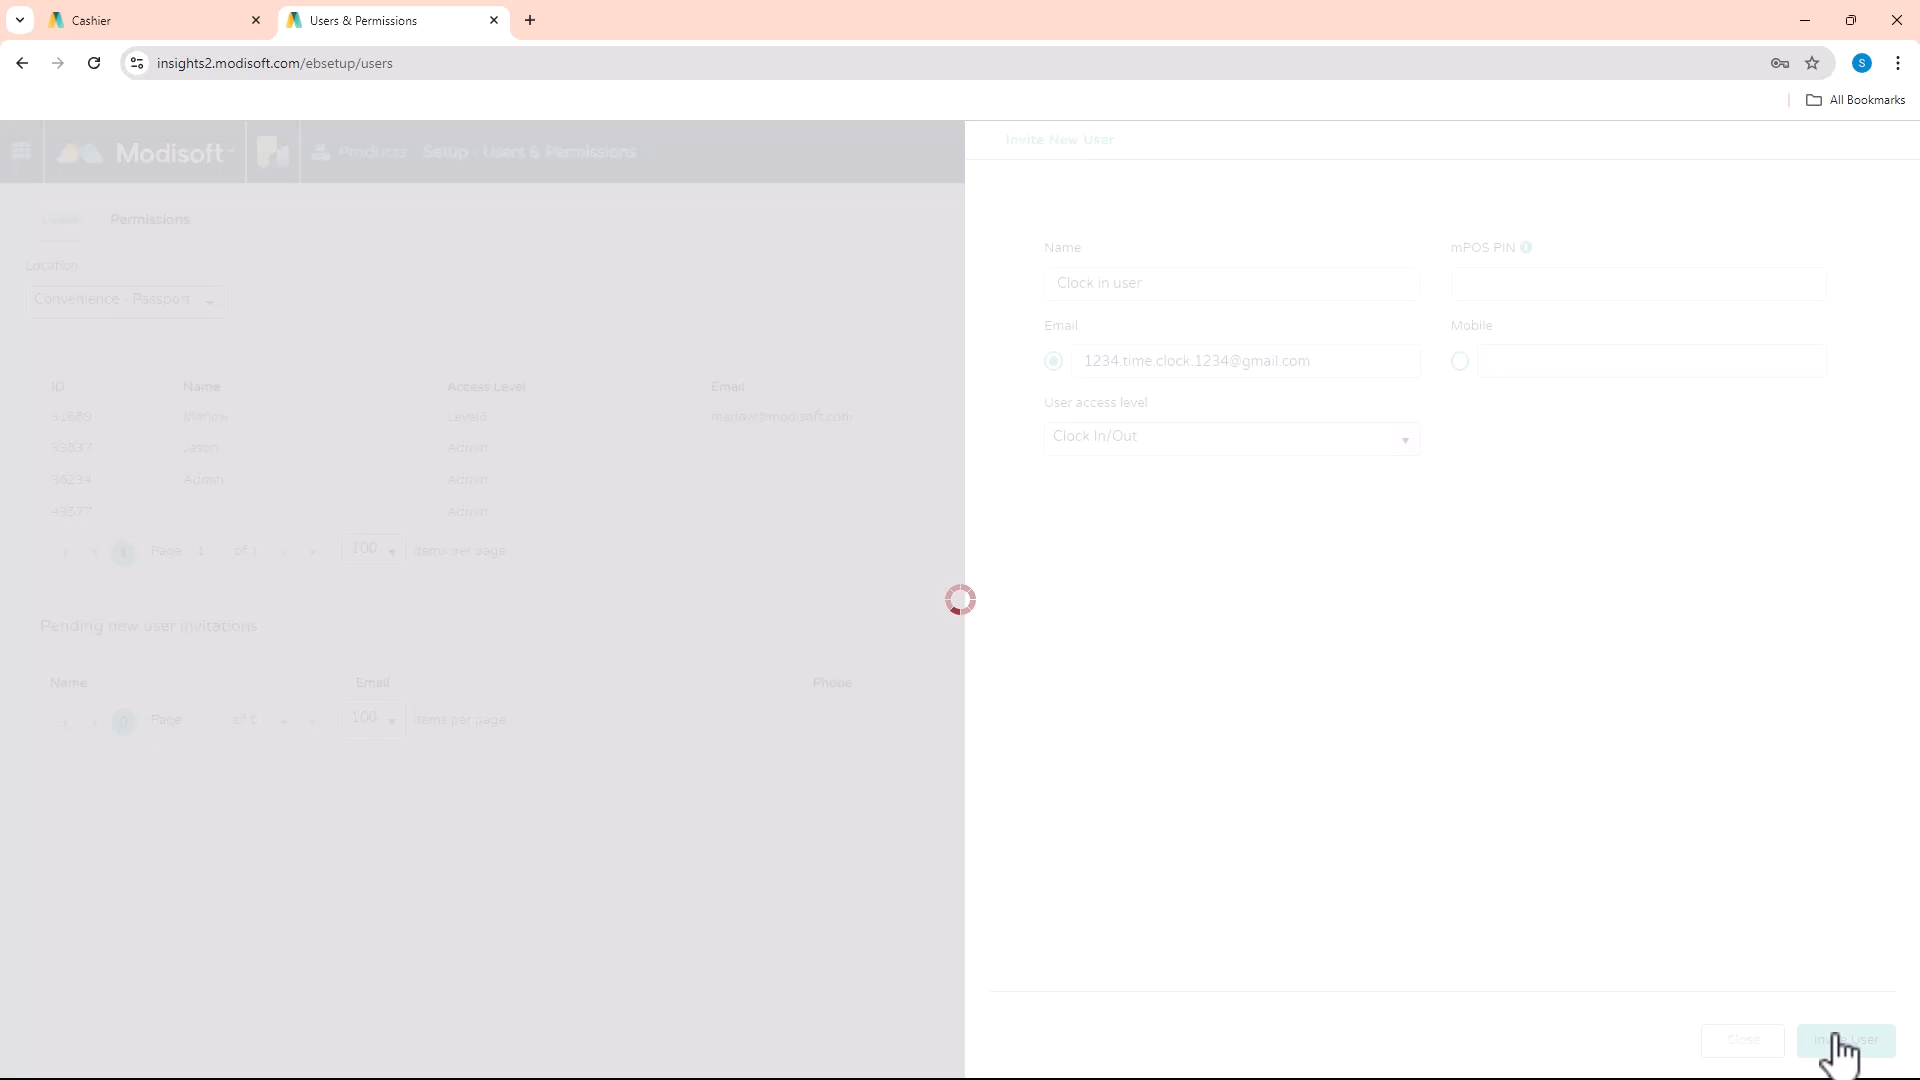 Cashier
Users & Permissions
insights2.modisoft.com/ebsetup/users
S
All Bookmarks
Modisoft
Products Setup - Users & Permissions
Invite New User
Users Permissions
Location
Convenience - Passport
Name mPOS PIN
Clock in user
Email Mobile
1234.time.clock.1234@gmail.com
User access level
Clock In/Out
ID Name Access Level Email
31689 Marlow Level3 marlow@modisoft.com
33837 Jason Admin
36234 Admin Admin
43577 Admin
1 Page 1 of 1 100 items per page
Pending new user invitations
Name Email Phone
0 Page of 0 100 items per page
Close User